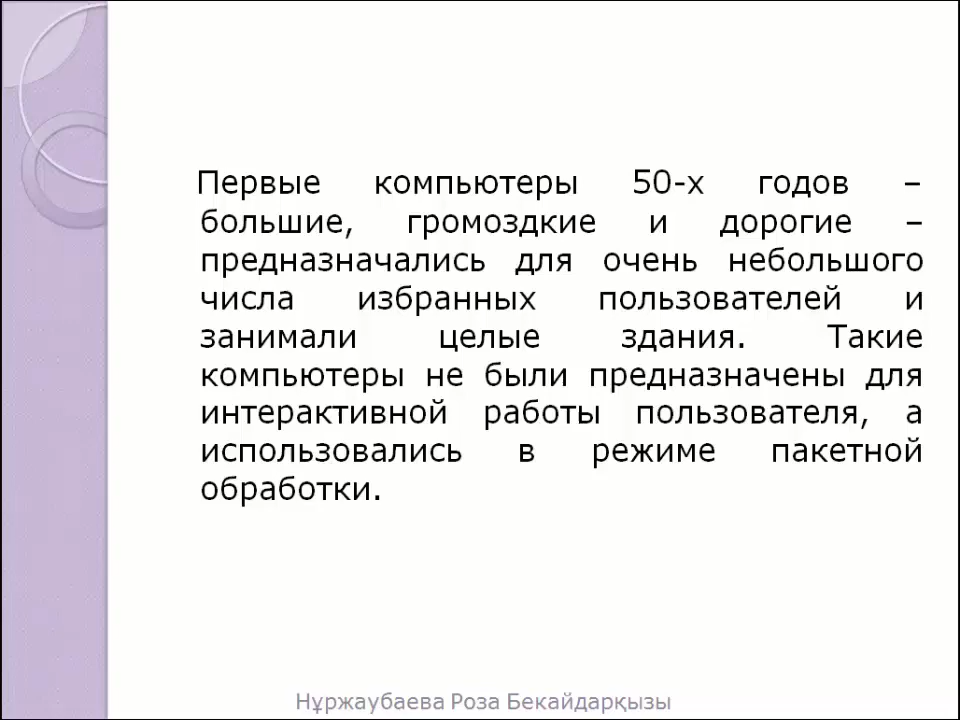 Первые компьютеры 50-х годов –
большие, громоздкие и дорогие –
предназначались для очень небольшого
числа избранных пользователей и
занимали целые здания. Такие
компьютеры не были предназначены для
интерактивной работы пользователя, а
использовались в режиме пакетной
обработки.
Нұржаубаева Роза Бекайдарқызы